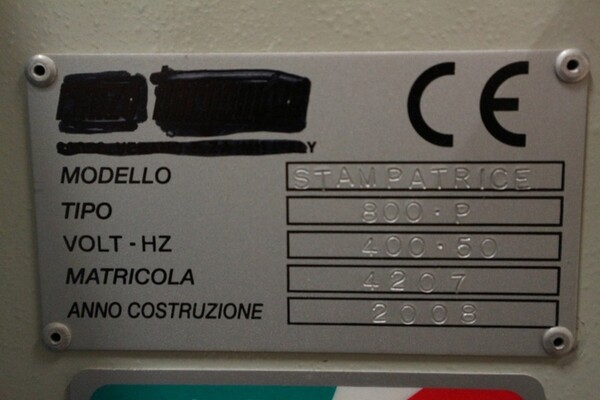 CE
MODELLO STAMPATRICE
TIPO 800·P
VOLT - HZ 400·50
MATRICOLA 4207
ANNO COSTRUZIONE 2008